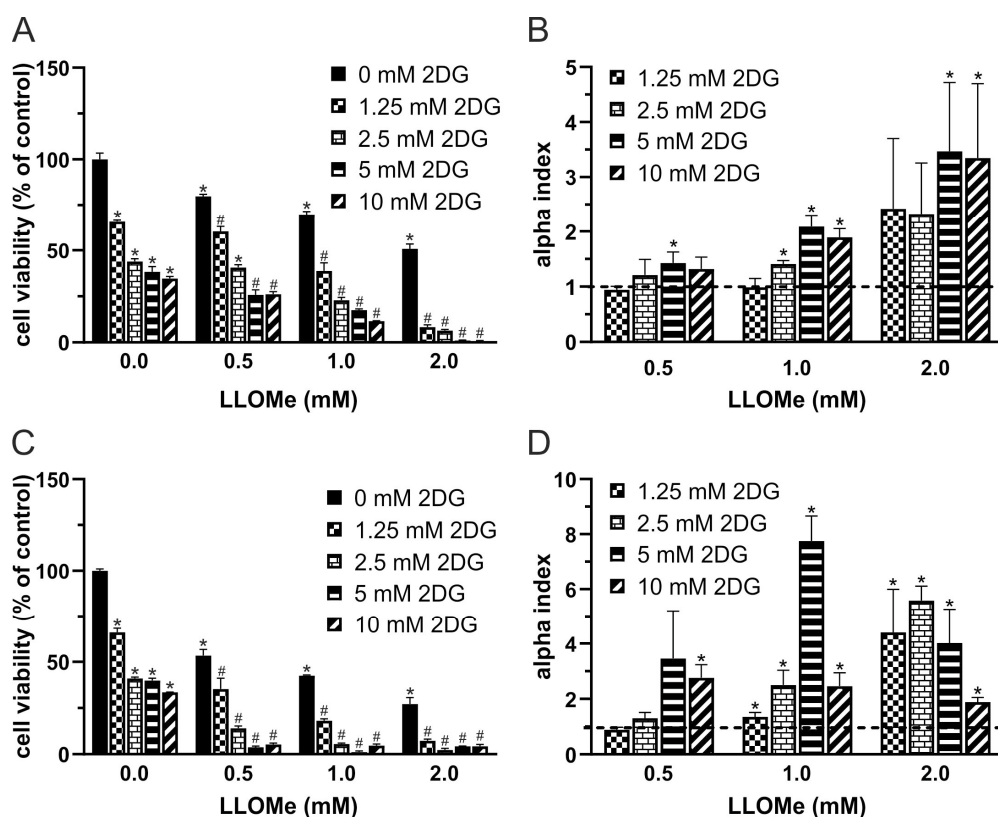 A
cell viability (% of control)
150
100
50
0
0 mM 2DG
1.25 mM 2DG
2.5 mM 2DG
5 mM 2DG
10 mM 2DG
* * * *
* # * # #
* # # # #
* # # # #
0.0 0.5 1.0 2.0
LLOMe (mM)
B
alpha index
5
4
3
2
1
0
1.25 mM 2DG
2.5 mM 2DG
5 mM 2DG
10 mM 2DG
*
* * *
* *
0.5 1.0 2.0
LLOMe (mM)
C
cell viability (% of control)
150
100
50
0
0 mM 2DG
1.25 mM 2DG
2.5 mM 2DG
5 mM 2DG
10 mM 2DG
* * * *
* # # # #
* # # # #
* # # # #
0.0 0.5 1.0 2.0
LLOMe (mM)
D
alpha index
10
8
6
4
2
0
1.25 mM 2DG
2.5 mM 2DG
5 mM 2DG
10 mM 2DG
*
* * * *
* * * *
0.5 1.0 2.0
LLOMe (mM)